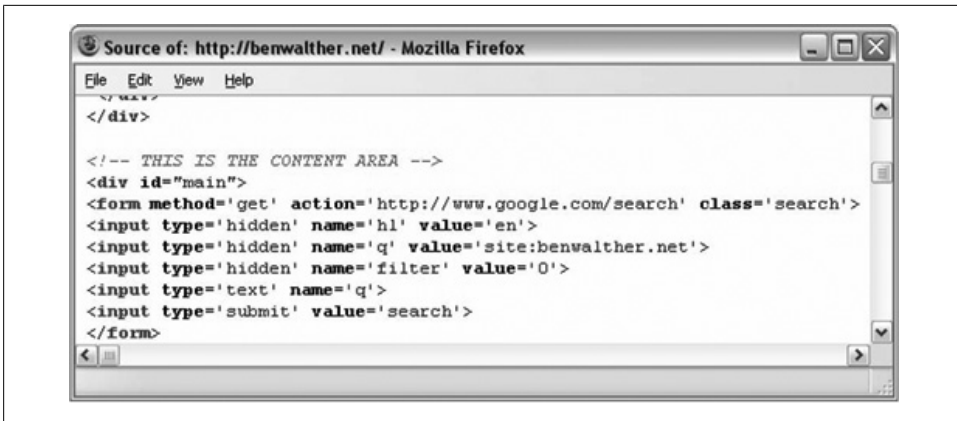 Source of: http://benwalther.net/ - Mozilla Firefox
File Edit View Help
</div>
</div>
<!-- THIS IS THE CONTENT AREA -->
<div id="main">
<form method='get' action='http://www.google.com/search' class='search'>
<input type='hidden' name='hl' value='en'>
<input type='hidden' name='q' value='site:benwalther.net'>
<input type='hidden' name='filter' value='0'>
<input type='text' name='q'>
<input type='submit' value='search'>
</form>